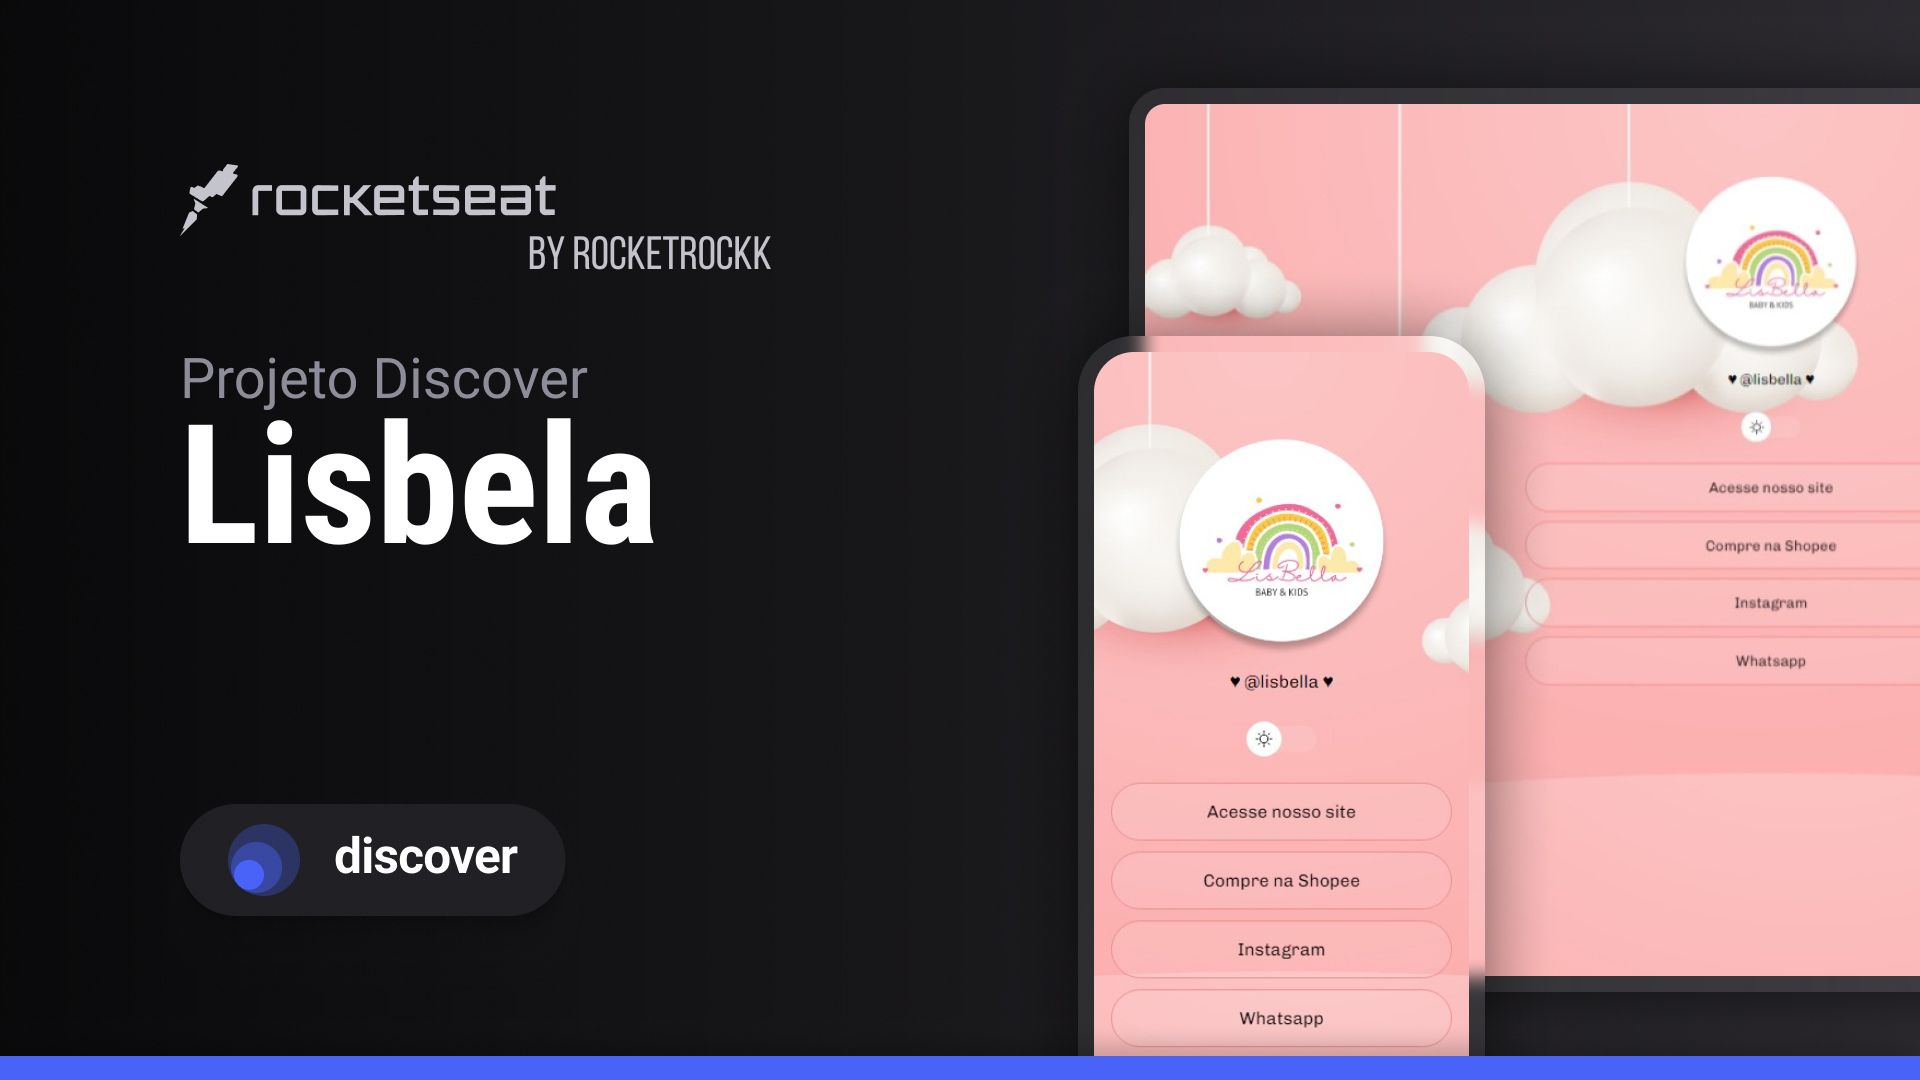 rocketseat
BY ROCKETROCKK
Projeto Discover
Lisbela
discover
LisBella
BABY & KIDS
♥ @lisbella ♥
Acesse nosso site
Compre na Shopee
Instagram
Whatsapp
LisBella
BABY & KIDS
♥ @lisbella ♥
Acesse nosso site
Compre na Shopee
Instagram
Whatsapp